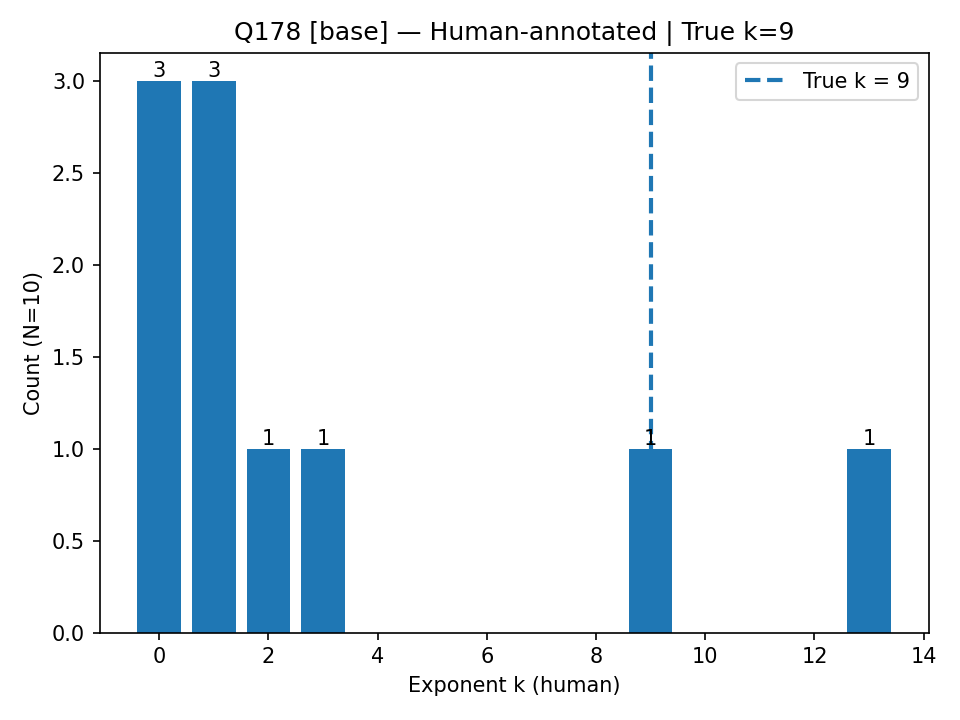 Q178 [base] — Human-annotated | True k=9
True k = 9
3 3 1 1 1 1
Count (N=10)
3.0
2.5
2.0
1.5
1.0
0.5
0.0
0 2 4 6 8 10 12 14
Exponent k (human)